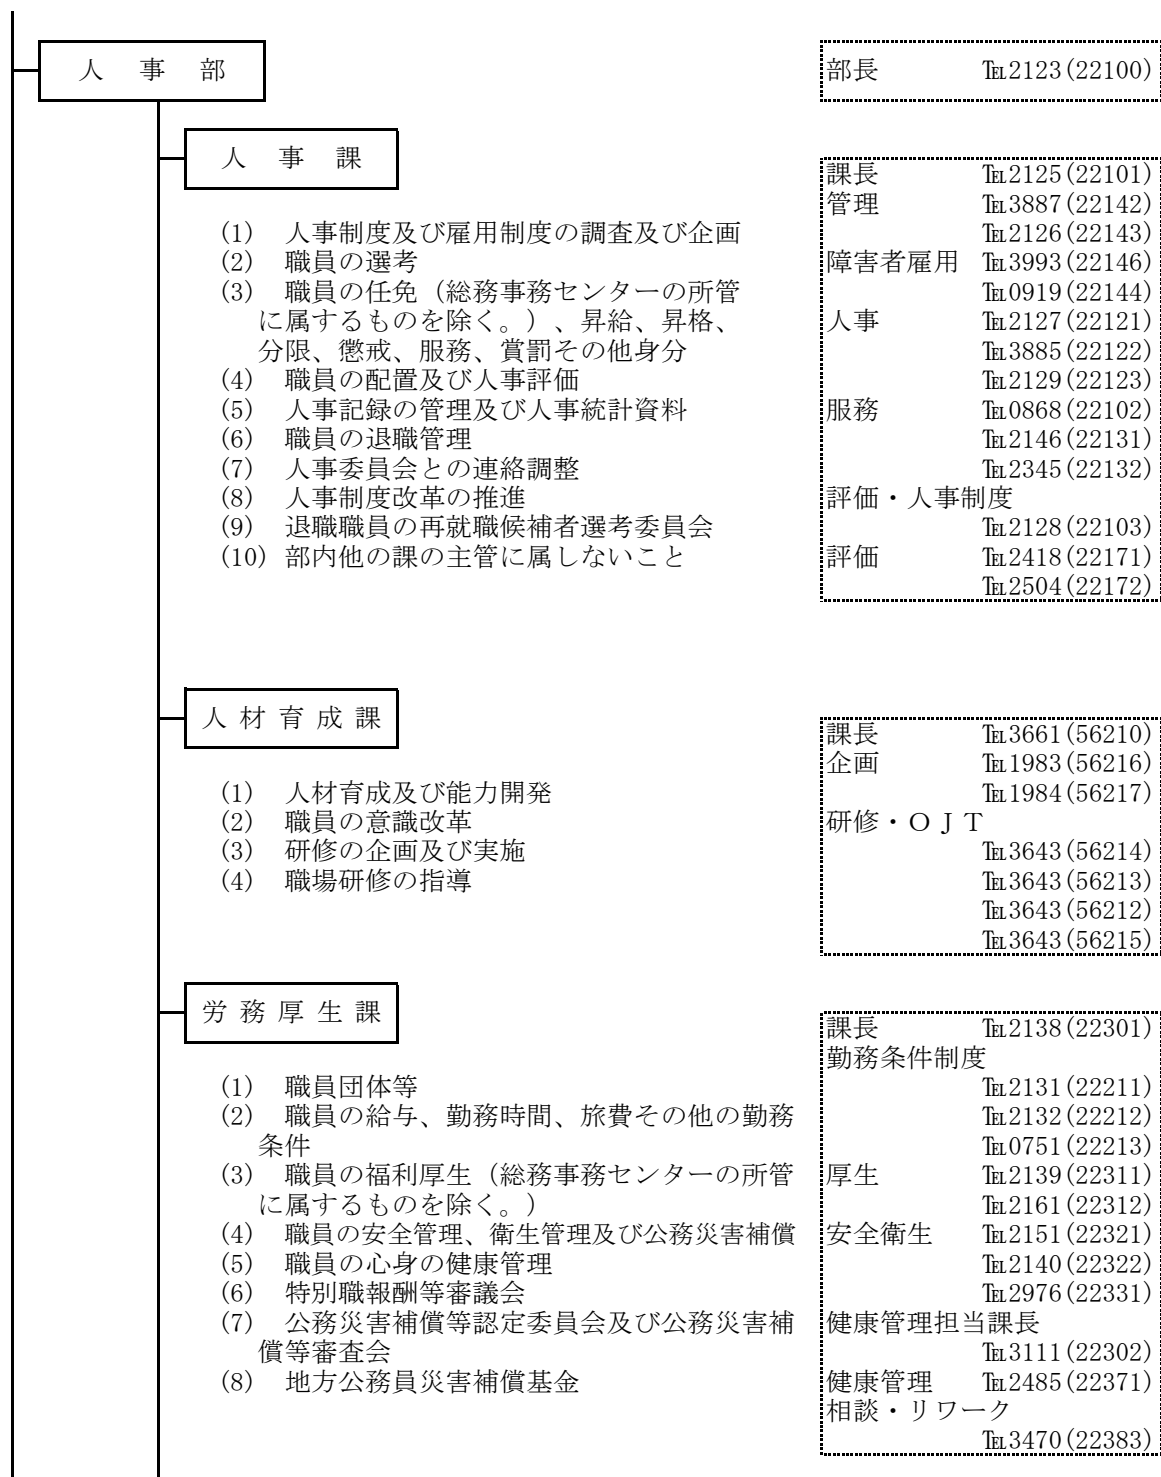 人 事 部
部長 ℡2123(22100)
人 事 課
課長 ℡2125(22101)
管理 ℡3887(22142)
℡2126(22143)
障害者雇用 ℡3993(22146)
℡0919(22144)
人事 ℡2127(22121)
℡3885(22122)
℡2129(22123)
服務 ℡0868(22102)
℡2146(22131)
℡2345(22132)
評価・人事制度
℡2128(22103)
評価 ℡2418(22171)
℡2504(22172)
(1) 人事制度及び雇用制度の調査及び企画
(2) 職員の選考
(3) 職員の任免(総務事務センターの所管
に属するものを除く。)、昇給、昇格、
分限、懲戒、服務、賞罰その他身分
(4) 職員の配置及び人事評価
(5) 人事記録の管理及び人事統計資料
(6) 職員の退職管理
(7) 人事委員会との連絡調整
(8) 人事制度改革の推進
(9) 退職職員の再就職候補者選考委員会
(10) 部内他の課の主管に属しないこと
人 材 育 成 課
課長 ℡3661(56210)
企画 ℡1983(56216)
℡1984(56217)
研修・OJT
℡3643(56214)
℡3643(56213)
℡3643(56212)
℡3643(56215)
(1) 人材育成及び能力開発
(2) 職員の意識改革
(3) 研修の企画及び実施
(4) 職場研修の指導
労 務 厚 生 課
課長 ℡2138(22301)
勤務条件制度
℡2131(22211)
℡2132(22212)
℡0751(22213)
厚生 ℡2139(22311)
℡2161(22312)
安全衛生 ℡2151(22321)
℡2140(22322)
℡2976(22331)
健康管理担当課長
℡3111(22302)
健康管理 ℡2485(22371)
相談・リワーク
℡3470(22383)
(1) 職員団体等
(2) 職員の給与、勤務時間、旅費その他の勤務
条件
(3) 職員の福利厚生(総務事務センターの所管
に属するものを除く。)
(4) 職員の安全管理、衛生管理及び公務災害補償
(5) 職員の心身の健康管理
(6) 特別職報酬等審議会
(7) 公務災害補償等認定委員会及び公務災害補
償等審査会
(8) 地方公務員災害補償基金